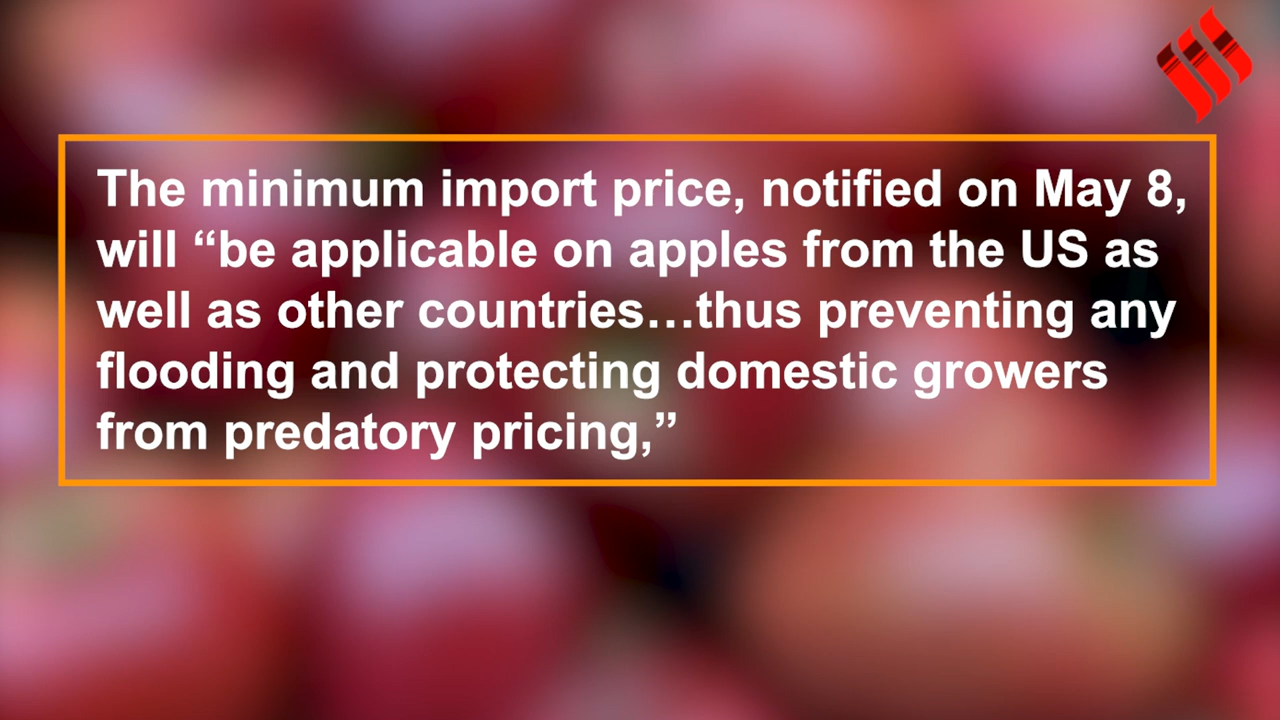 The minimum import price, notified on May 8,
will “be applicable on apples from the US as
well as other countries…thus preventing any
flooding and protecting domestic growers
from predatory pricing,”